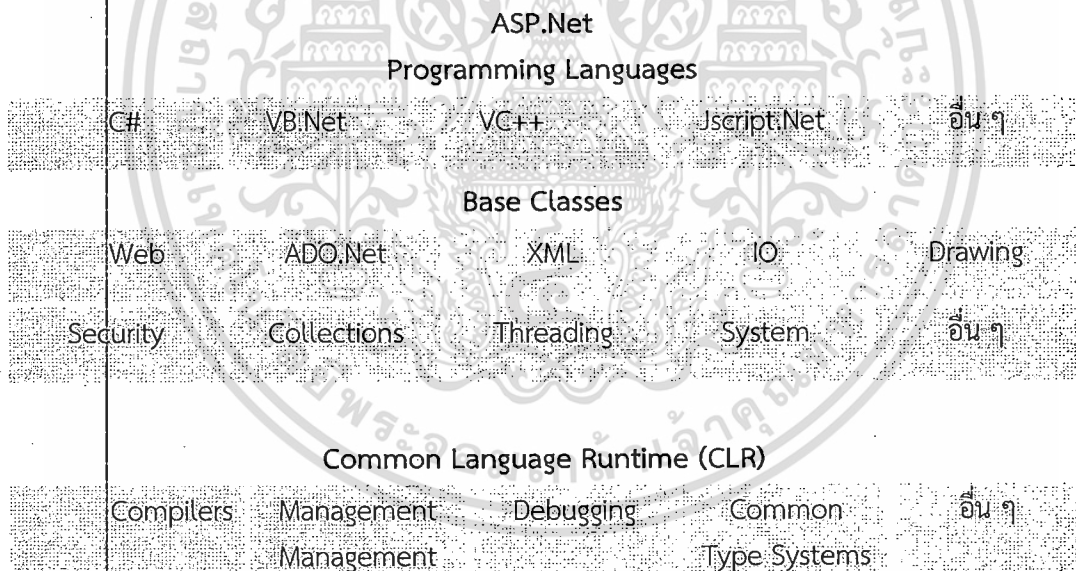 ASP.Net
Programming Languages
C# VB.Net VC++ Jscript.Net อื่น ๆ
Base Classes
Web ADO.Net XML IO Drawing
Security Collections Threading System อื่น ๆ
Common Language Runtime (CLR)
Compilers Management Debugging Common อื่น ๆ
Management Type Systems